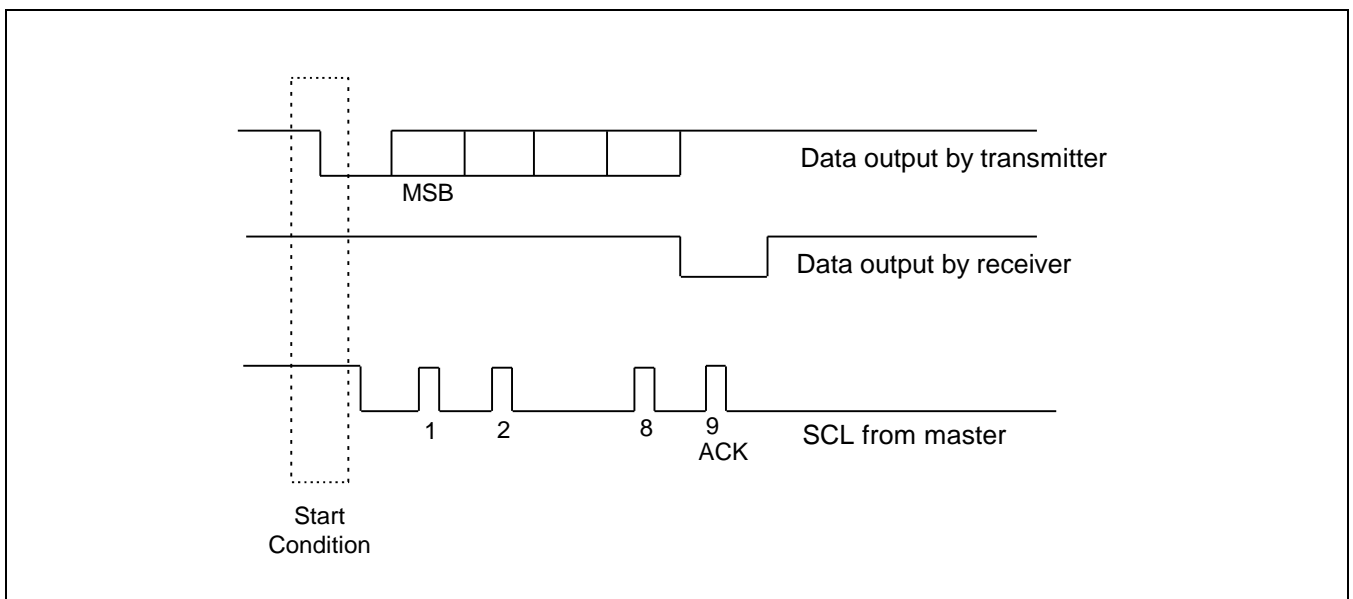 Data output by transmitter
MSB
Data output by receiver
1 2 8 9
ACK
SCL from master
Start
Condition